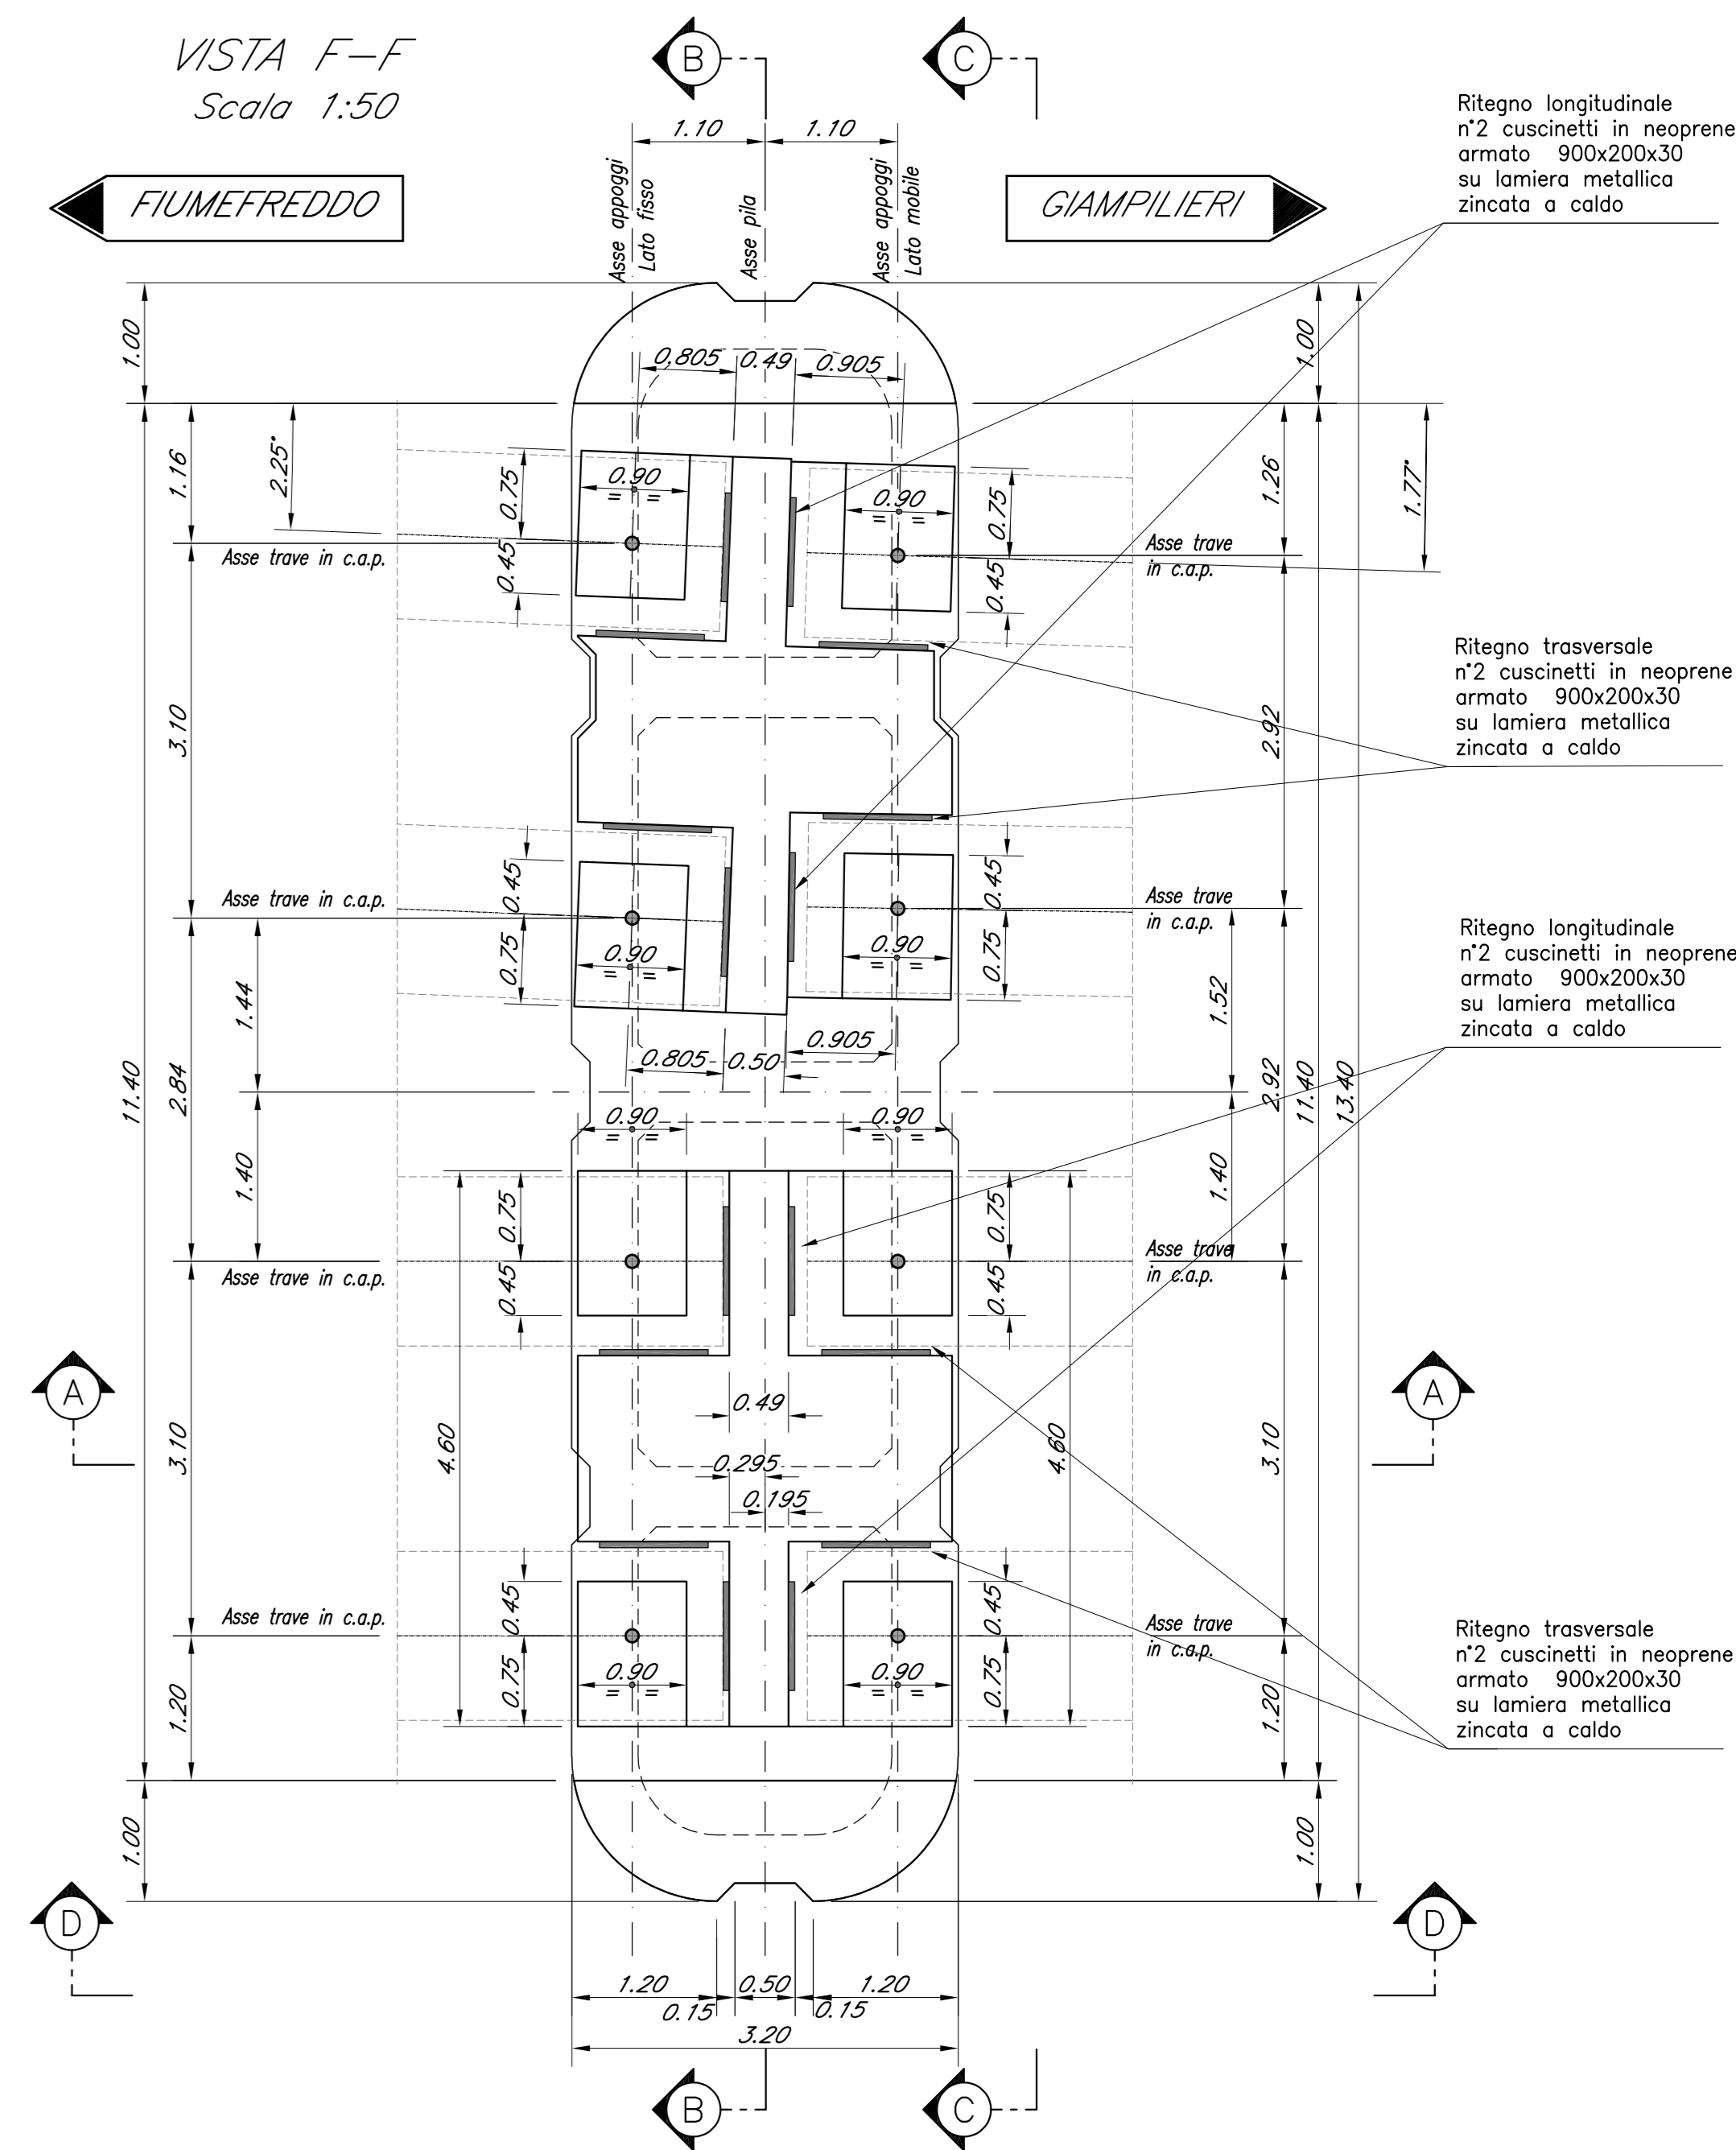 VISTA F-F
Scala 1:50
B
C
1.10
1.10
FIUMEFREDDO
GIAMPILIERI
Asse appoggi
Lato fisso
Asse pila
Asse appoggi
Lato mobile
Ritegno longitudinale
n°2 cuscinetti in neoprene
armato 900x200x30
su lamiera metallica
zincata a caldo
1.00
1.00
0.805
0.49
0.905
1.16
2.25°
0.75
0.90
= =
0.45
0.90
= =
0.75
0.45
1.26
1.77°
Asse trave in c.a.p.
Asse trave
in c.a.p.
Ritegno trasversale
n°2 cuscinetti in neoprene
armato 900x200x30
su lamiera metallica
zincata a caldo
3.10
2.92
Asse trave in c.a.p.
0.45
0.75
0.90
= =
0.90
= =
0.45
0.75
Asse trave
in c.a.p.
Ritegno longitudinale
n°2 cuscinetti in neoprene
armato 900x200x30
su lamiera metallica
zincata a caldo
1.44
1.52
0.805
0.50
0.905
11.40
2.84
2.92
11.40
13.40
0.90
= =
0.90
= =
1.40
1.40
0.75
0.45
0.75
0.45
Asse trave in c.a.p.
Asse trave
in c.a.p.
A
A
3.10
4.60
0.49
0.295
0.195
4.60
3.10
Asse trave in c.a.p.
0.45
0.75
0.90
= =
0.90
= =
0.45
0.75
Asse trave
in c.a.p.
Ritegno trasversale
n°2 cuscinetti in neoprene
armato 900x200x30
su lamiera metallica
zincata a caldo
1.20
1.20
1.00
1.00
D
D
1.20
0.50
1.20
0.15
0.15
3.20
B
C